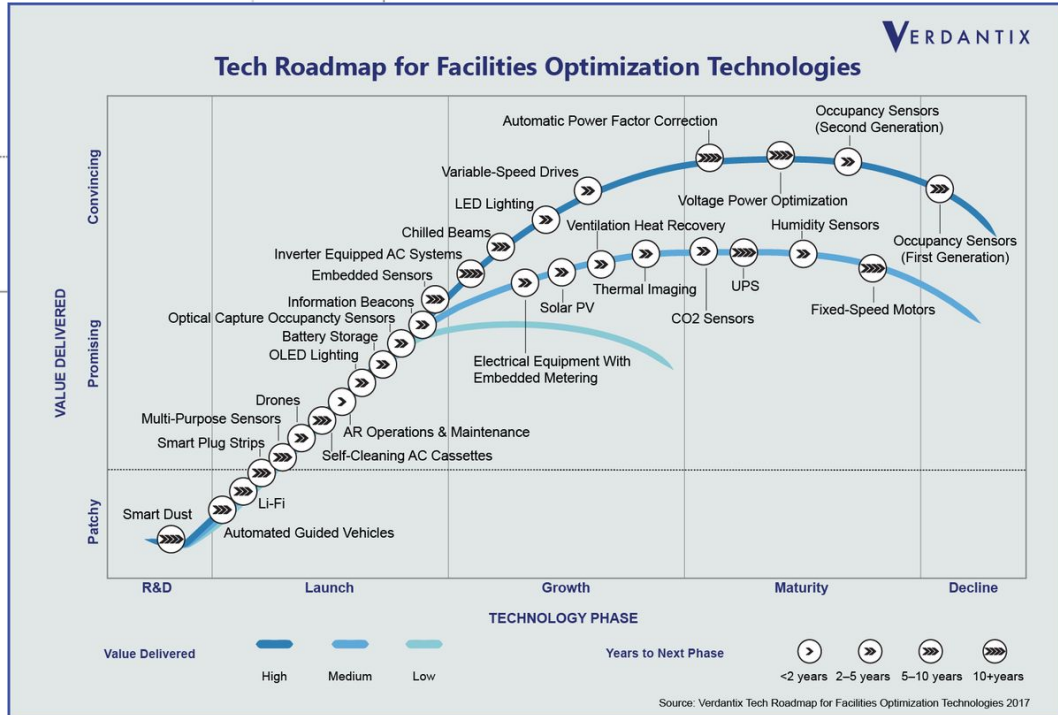 VERDANTIX
Tech Roadmap for Facilities Optimization Technologies
VALUE DELIVERED
Convincing
Promising
Patchy
Automatic Power Factor Correction
Occupancy Sensors
(Second Generation)
Variable-Speed Drives
LED Lighting
Voltage Power Optimization
Chilled Beams
Ventilation Heat Recovery
Humidity Sensors
Inverter Equipped AC Systems
Occupancy Sensors
(First Generation)
Embedded Sensors
Thermal Imaging
UPS
Information Beacons
Solar PV
Fixed-Speed Motors
Optical Capture Occupancy Sensors
CO2 Sensors
Battery Storage
OLED Lighting
Electrical Equipment With
Embedded Metering
Drones
Multi-Purpose Sensors
AR Operations & Maintenance
Smart Plug Strips
Self-Cleaning AC Cassettes
Li-Fi
Smart Dust
Automated Guided Vehicles
R&D
Launch
Growth
Maturity
Decline
TECHNOLOGY PHASE
Value Delivered
High
Medium
Low
Years to Next Phase
<2 years
2–5 years
5–10 years
10+years
Source: Verdantix Tech Roadmap for Facilities Optimization Technologies 2017